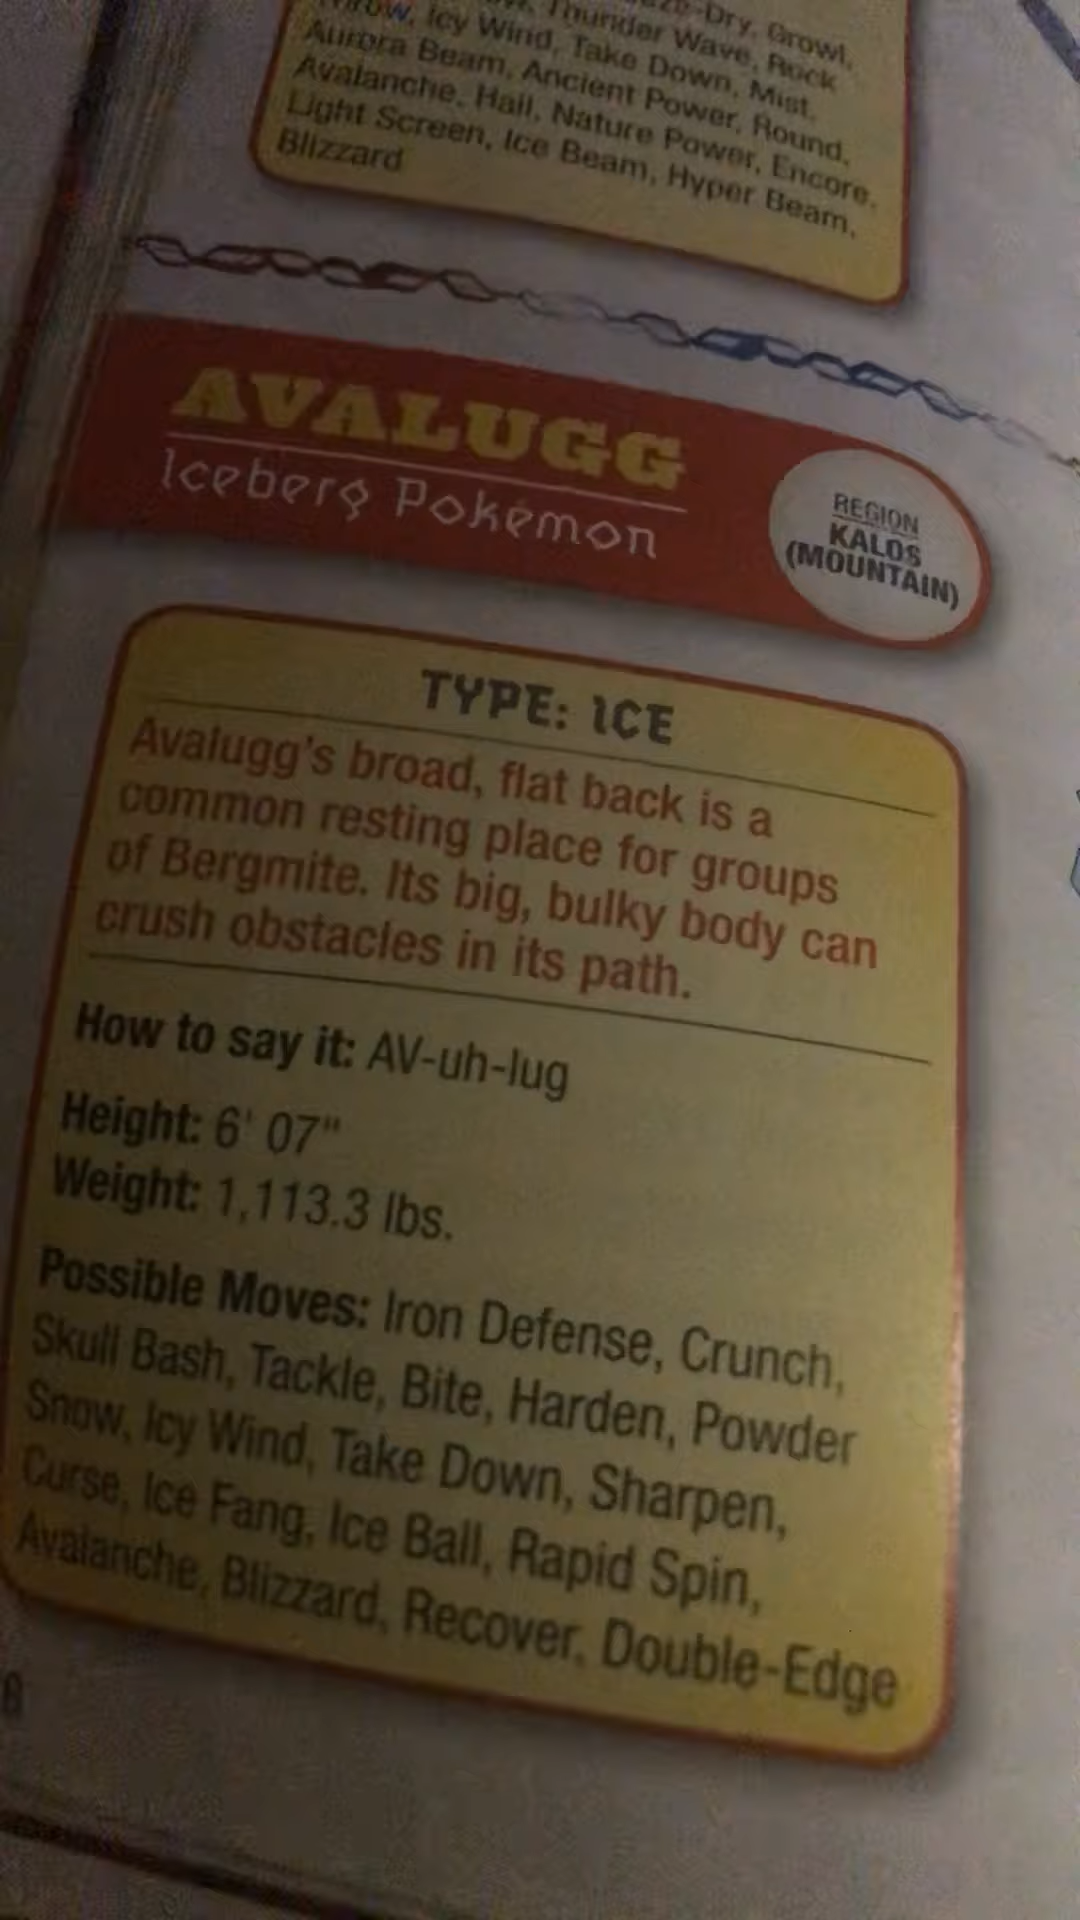 -Dry, Growl,
Thunder Wave, Rock
Throw, Icy Wind, Take Down, Mist,
Aurora Beam, Ancient Power, Round,
Avalanche, Hail, Nature Power, Encore,
Light Screen, Ice Beam, Hyper Beam,
Blizzard
AVALUGG
Iceberg Pokémon
REGION
KALOS
(MOUNTAIN)
TYPE: ICE
Avalugg's broad, flat back is a
common resting place for groups
of Bergmite. Its big, bulky body can
crush obstacles in its path.
How to say it: AV-uh-lug
Height: 6' 07"
Weight: 1,113.3 lbs.
Possible Moves: Iron Defense, Crunch,
Skull Bash, Tackle, Bite, Harden, Powder
Snow, Icy Wind, Take Down, Sharpen,
Curse, Ice Fang, Ice Ball, Rapid Spin,
Avalanche, Blizzard, Recover, Double-Edge